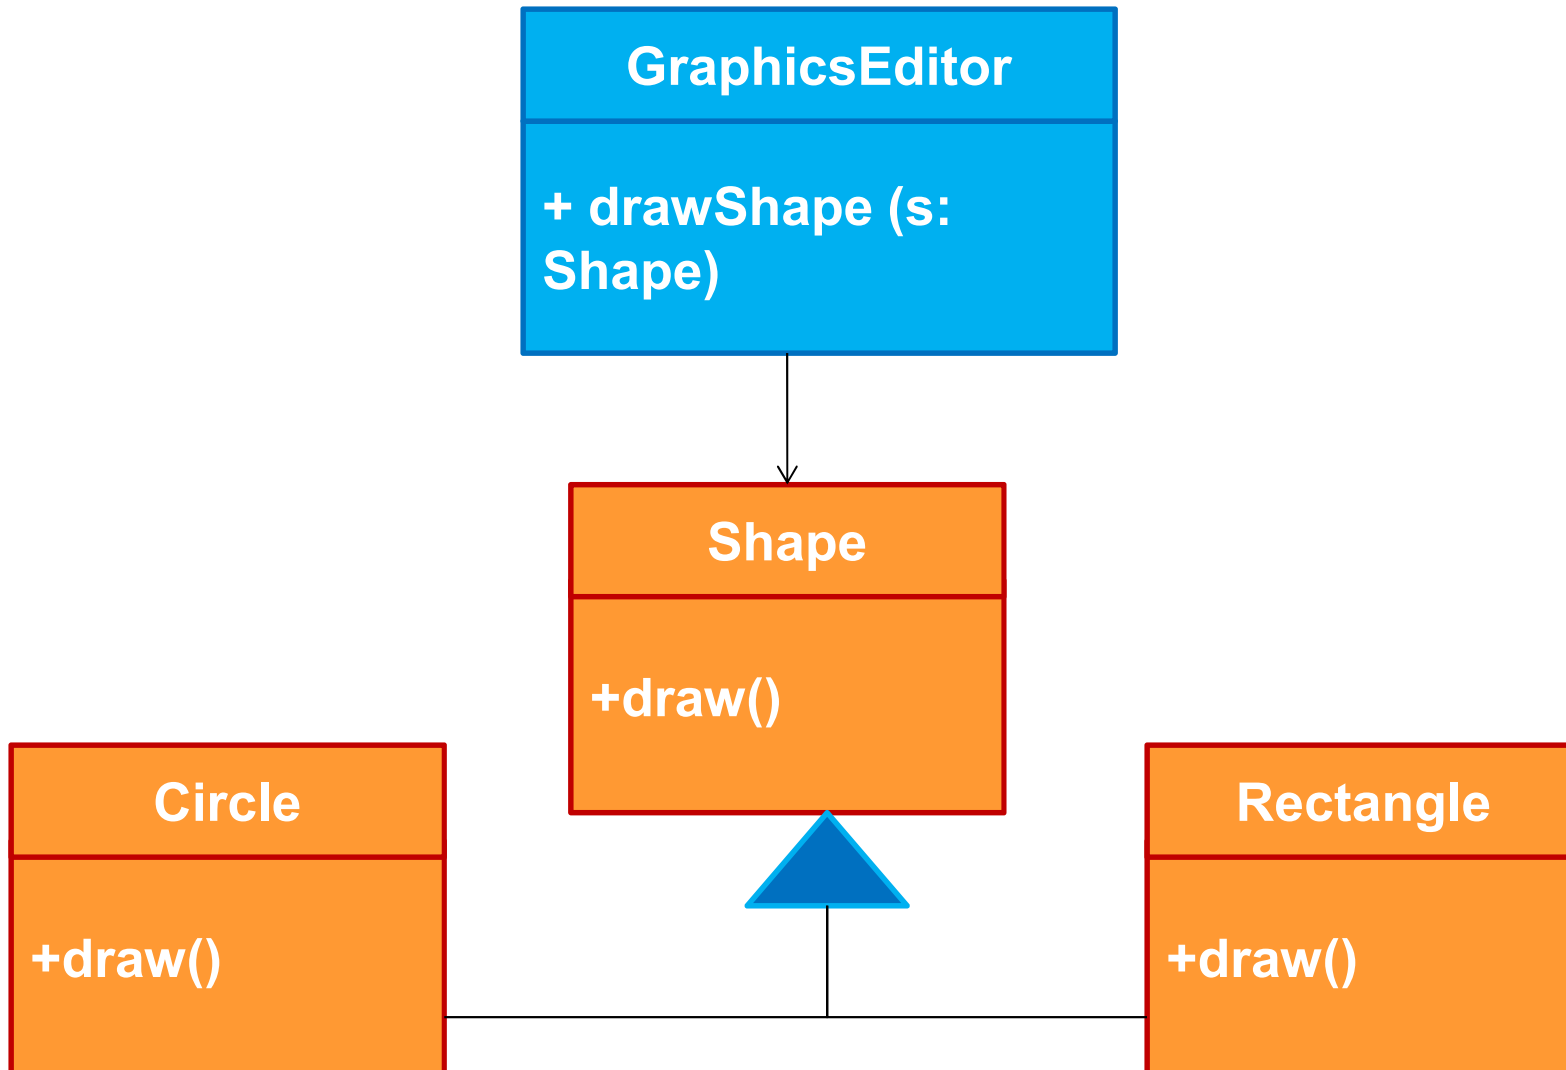 GraphicsEditor
+ drawShape (s:
Shape)
Shape
+draw()
Circle
+draw()
Rectangle
+draw()